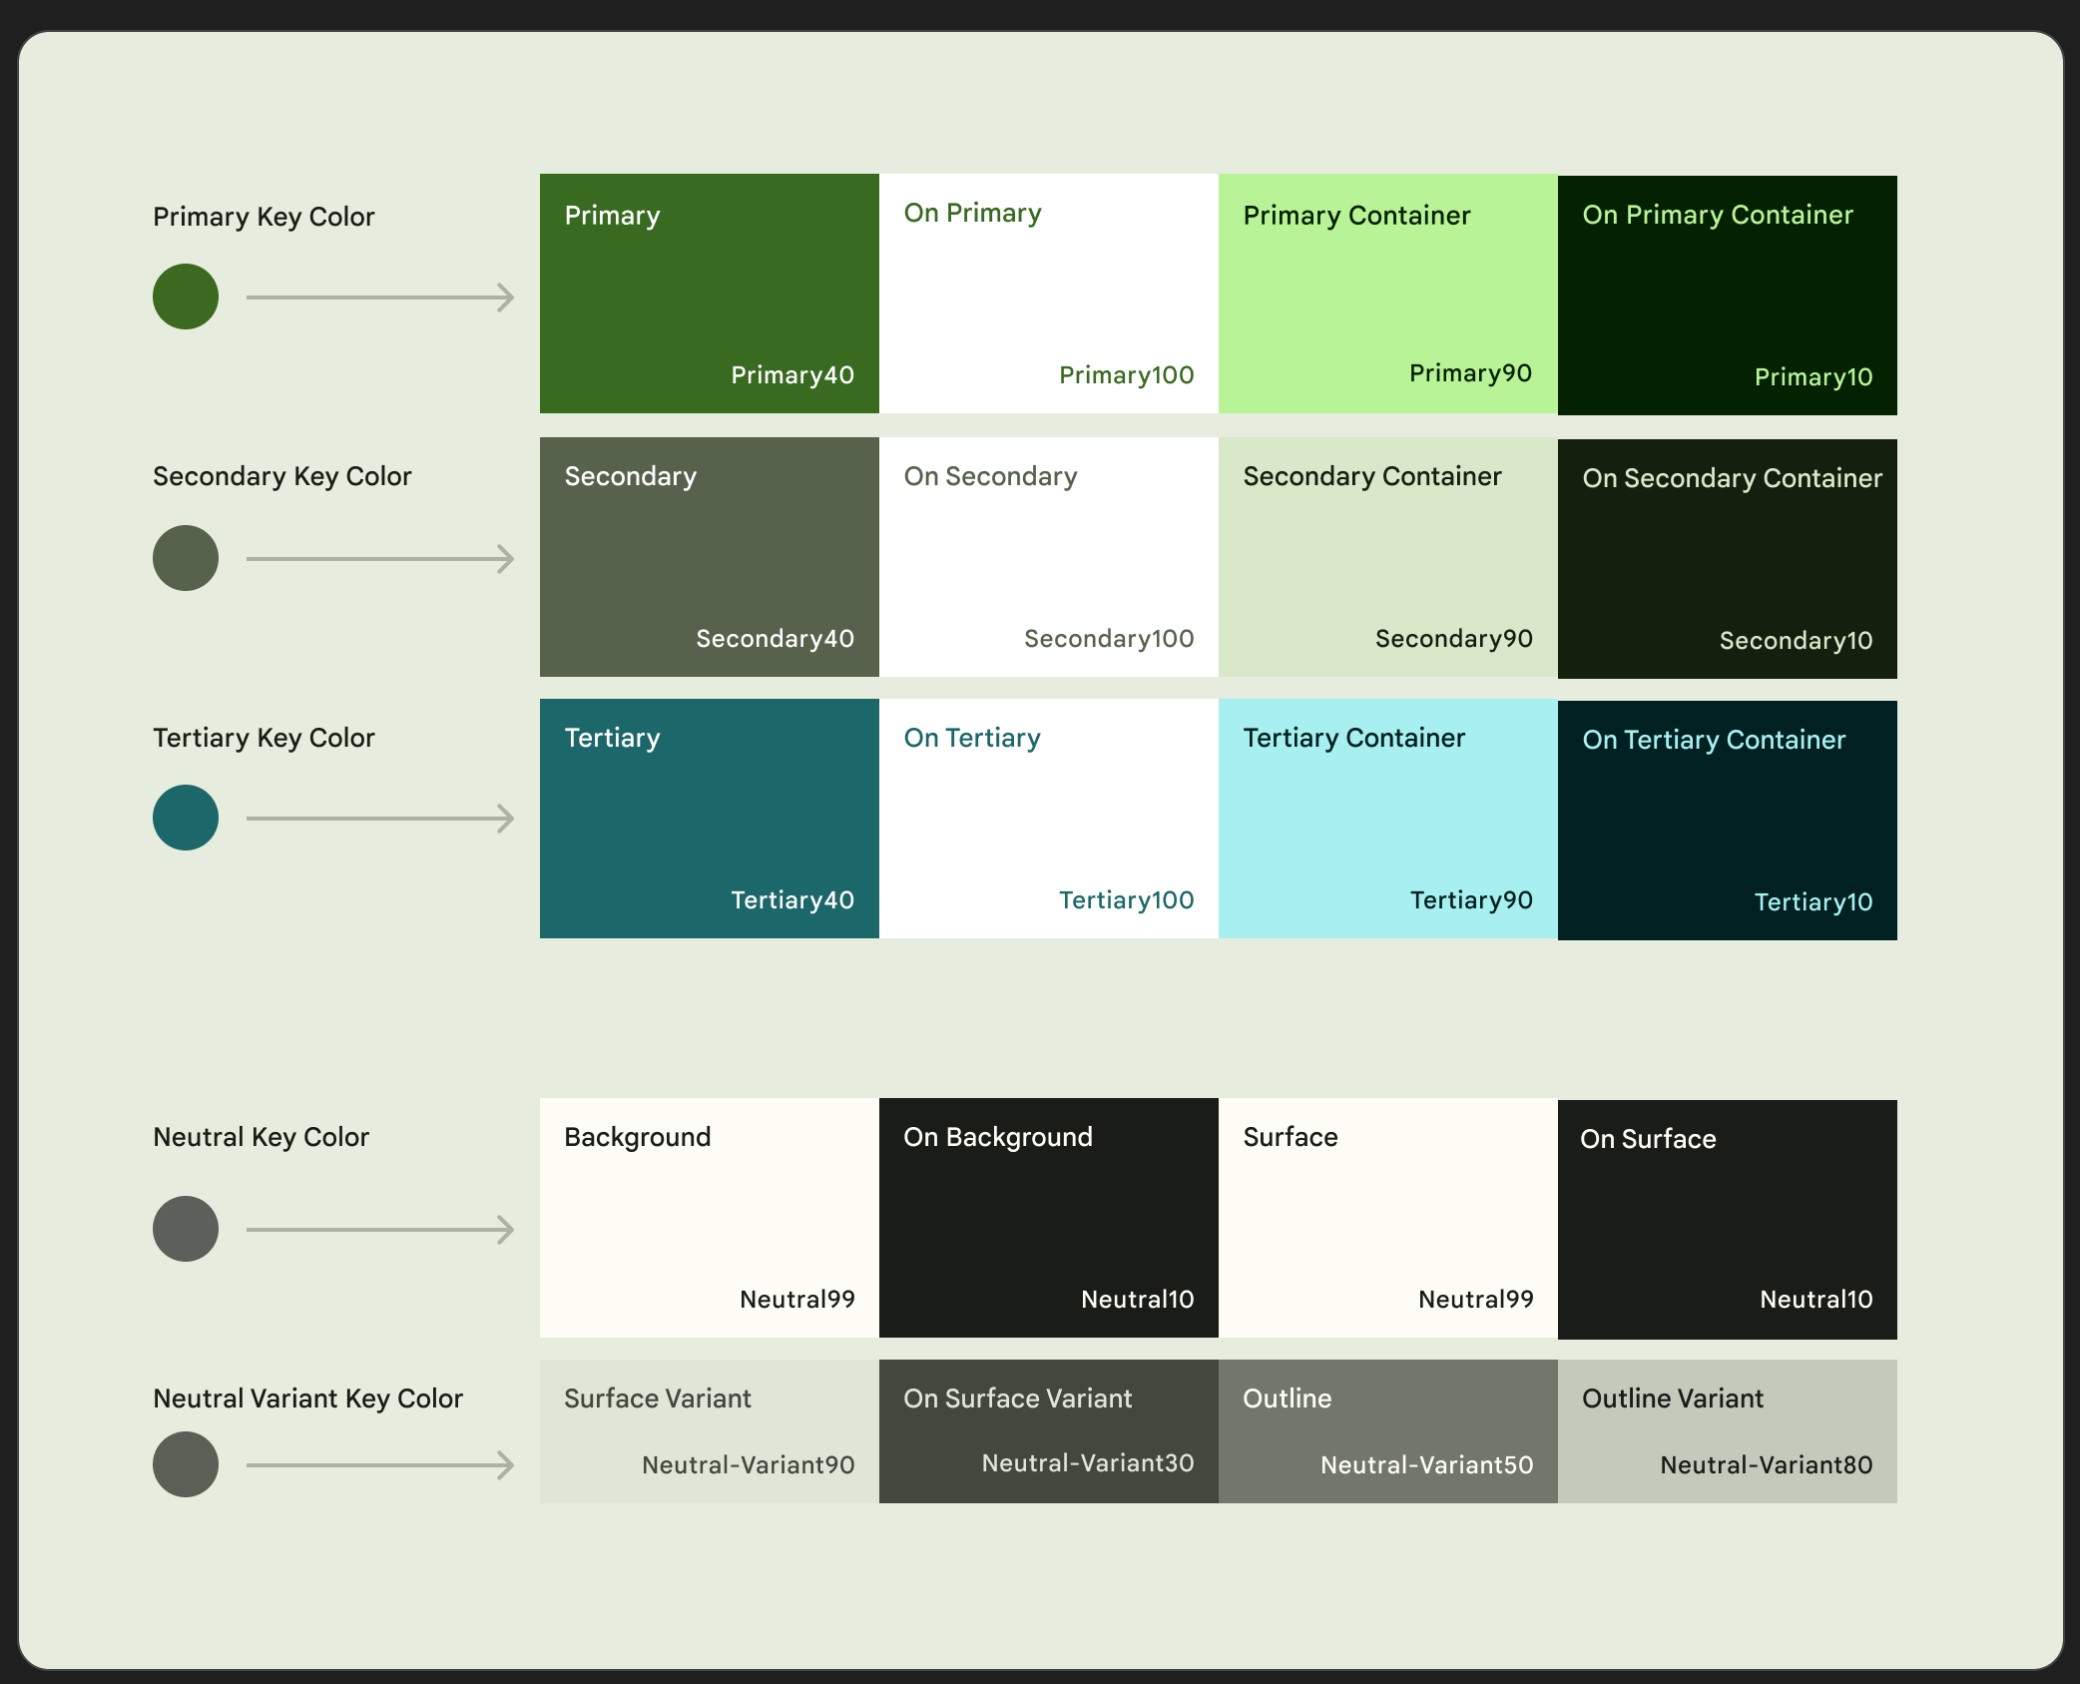 Primary Key Color
Primary
On Primary
Primary Container
On Primary Container
Primary40
Primary100
Primary90
Primary10
Secondary Key Color
Secondary
On Secondary
Secondary Container
On Secondary Container
Secondary40
Secondary100
Secondary90
Secondary10
Tertiary Key Color
Tertiary
On Tertiary
Tertiary Container
On Tertiary Container
Tertiary40
Tertiary100
Tertiary90
Tertiary10
Neutral Key Color
Background
On Background
Surface
On Surface
Neutral99
Neutral10
Neutral99
Neutral10
Neutral Variant Key Color
Surface Variant
On Surface Variant
Outline
Outline Variant
Neutral-Variant90
Neutral-Variant30
Neutral-Variant50
Neutral-Variant80